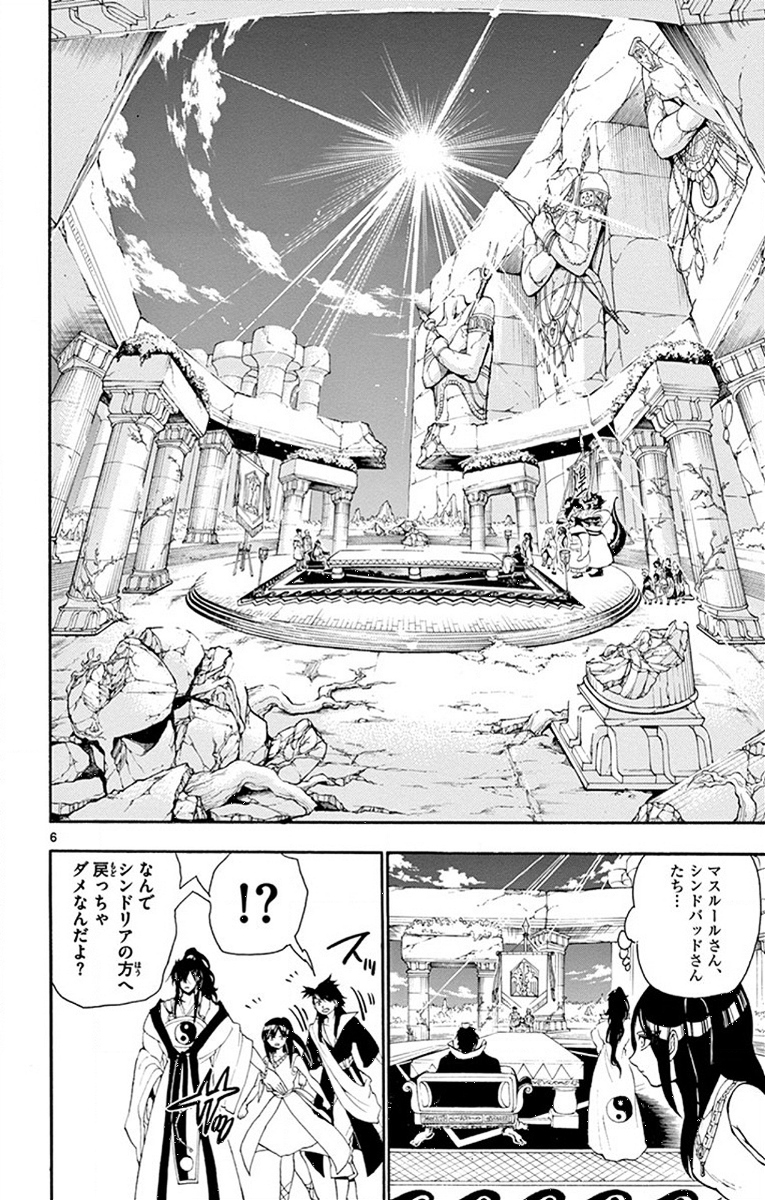 6
マスルールさん、
シンドバッドさん
たち…
スッ
!?
なんで
シンドリアの方へ
戻っちゃ
ダメなんだよ?